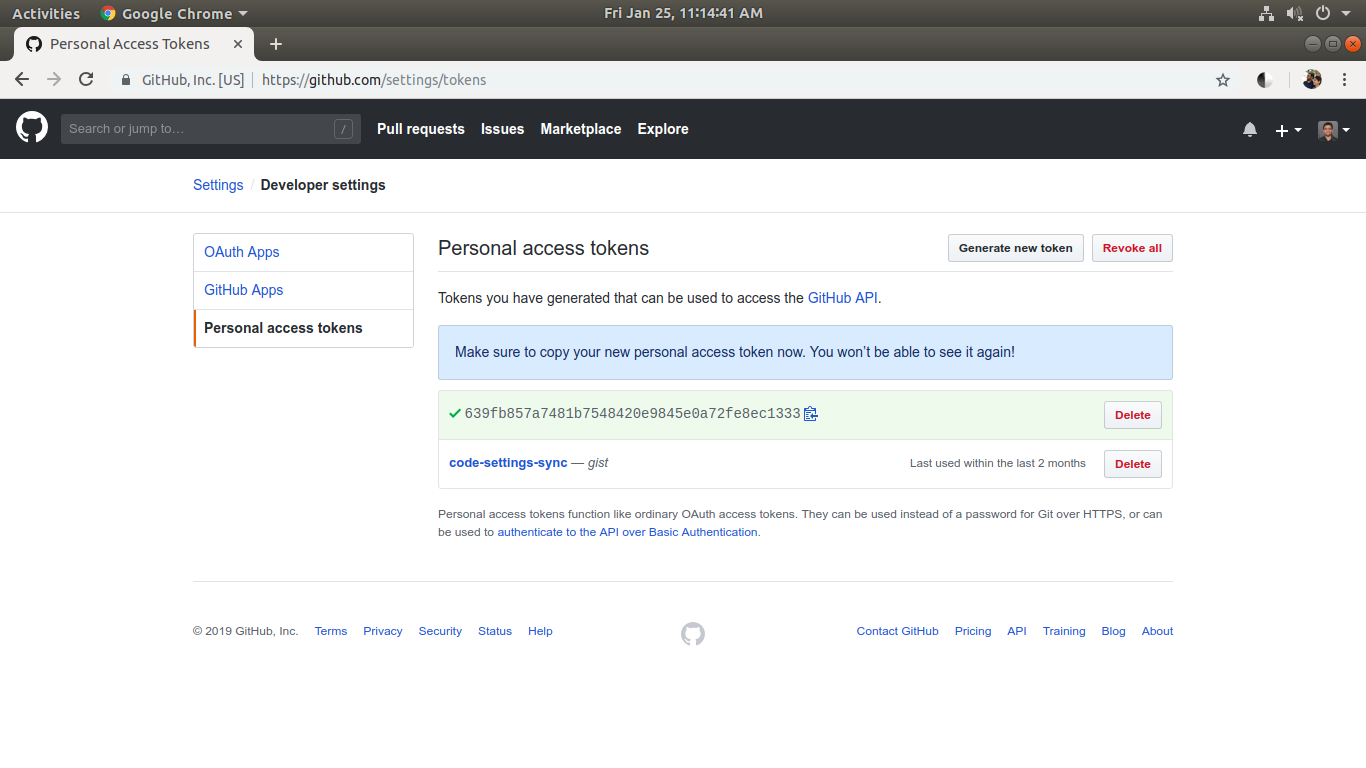 Activities Google Chrome Fri Jan 25, 11:14:41 AM
Personal Access Tokens
GitHub, Inc. [US] https://github.com/settings/tokens
Search or jump to… / Pull requests Issues Marketplace Explore
Settings / Developer settings
OAuth Apps
GitHub Apps
Personal access tokens
Personal access tokens Generate new token Revoke all
Tokens you have generated that can be used to access the GitHub API.
Make sure to copy your new personal access token now. You won’t be able to see it again!
639fb857a7481b7548420e9845e0a72fe8ec1333 Delete
code-settings-sync — gist Last used within the last 2 months Delete
Personal access tokens function like ordinary OAuth access tokens. They can be used instead of a password for Git over HTTPS, or can
be used to authenticate to the API over Basic Authentication.
© 2019 GitHub, Inc. Terms Privacy Security Status Help Contact GitHub Pricing API Training Blog About